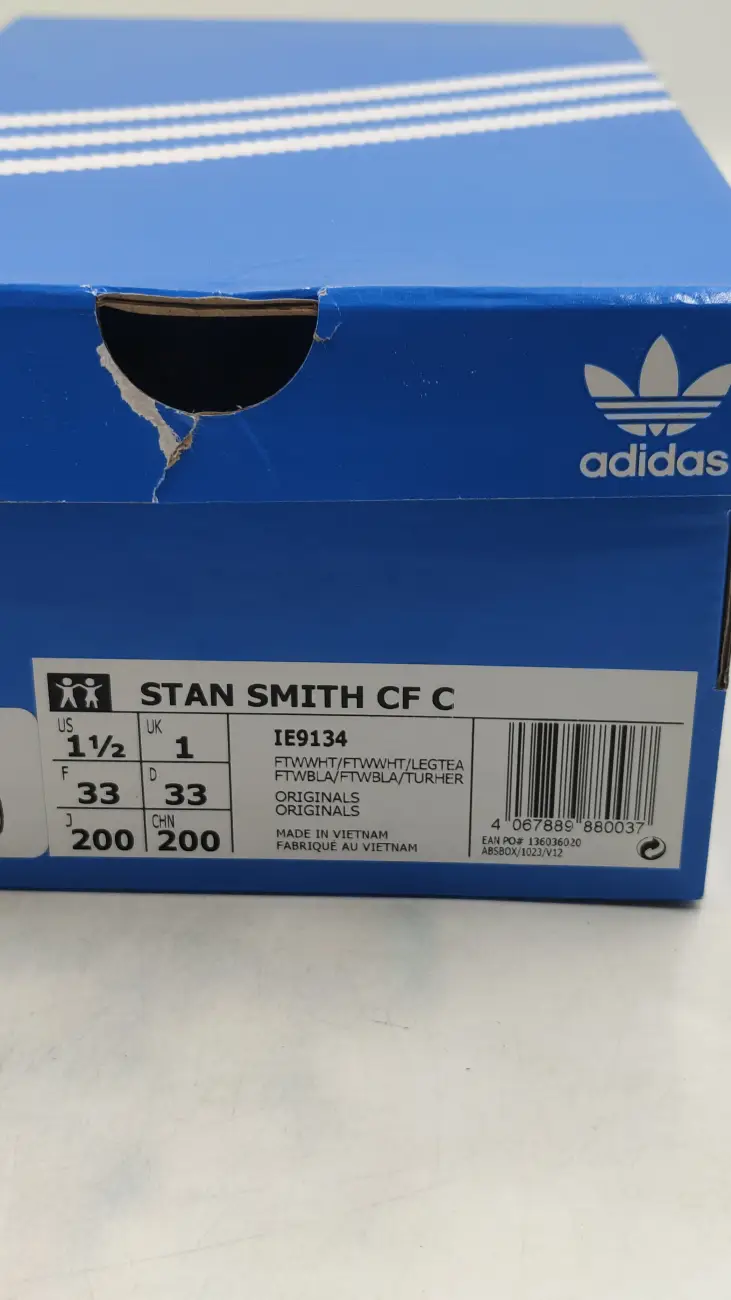 adidas
STAN SMITH CF C
US 1½ UK 1
F 33 D 33
J 200 CHN 200
IE9134
FTWWHT/FTWWHT/LEGTEA
FTWBLA/FTWBLA/TURHER
ORIGINALS
ORIGINALS
MADE IN VIETNAM
FABRIQUÉ AU VIETNAM
4 067889 880037
EAN PO# 136036020
ABSBOX/1023/V12